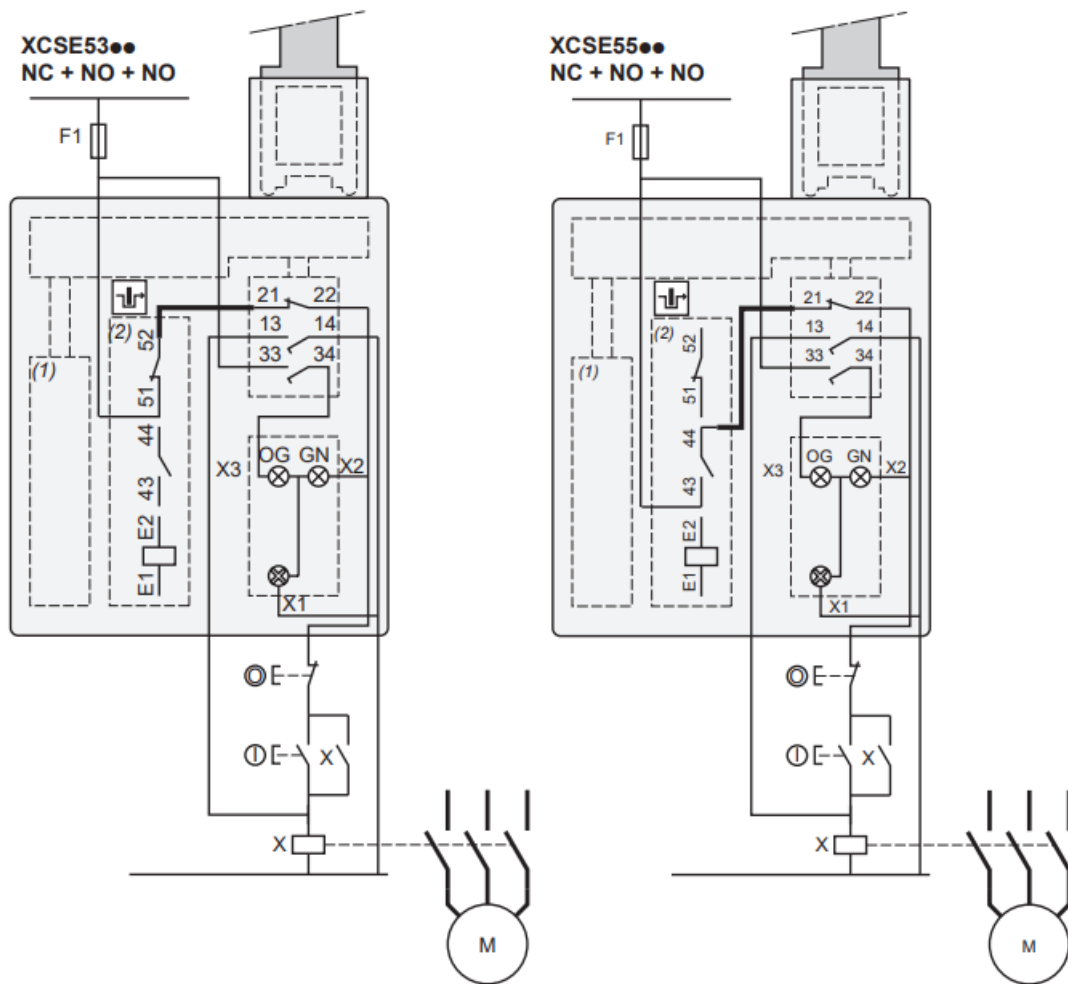 XCSE53●●
NC + NO + NO
F1
21 22
(2)
52
13 14
33 34
(1)
51
44
OG GN
X3
X2
43
E2
E1
X1
O
I
X
X
M
XCSE55●●
NC + NO + NO
F1
21 22
(2)
52
13 14
33 34
(1)
51
44
OG GN
X3
X2
43
E2
E1
X1
O
I
X
X
M